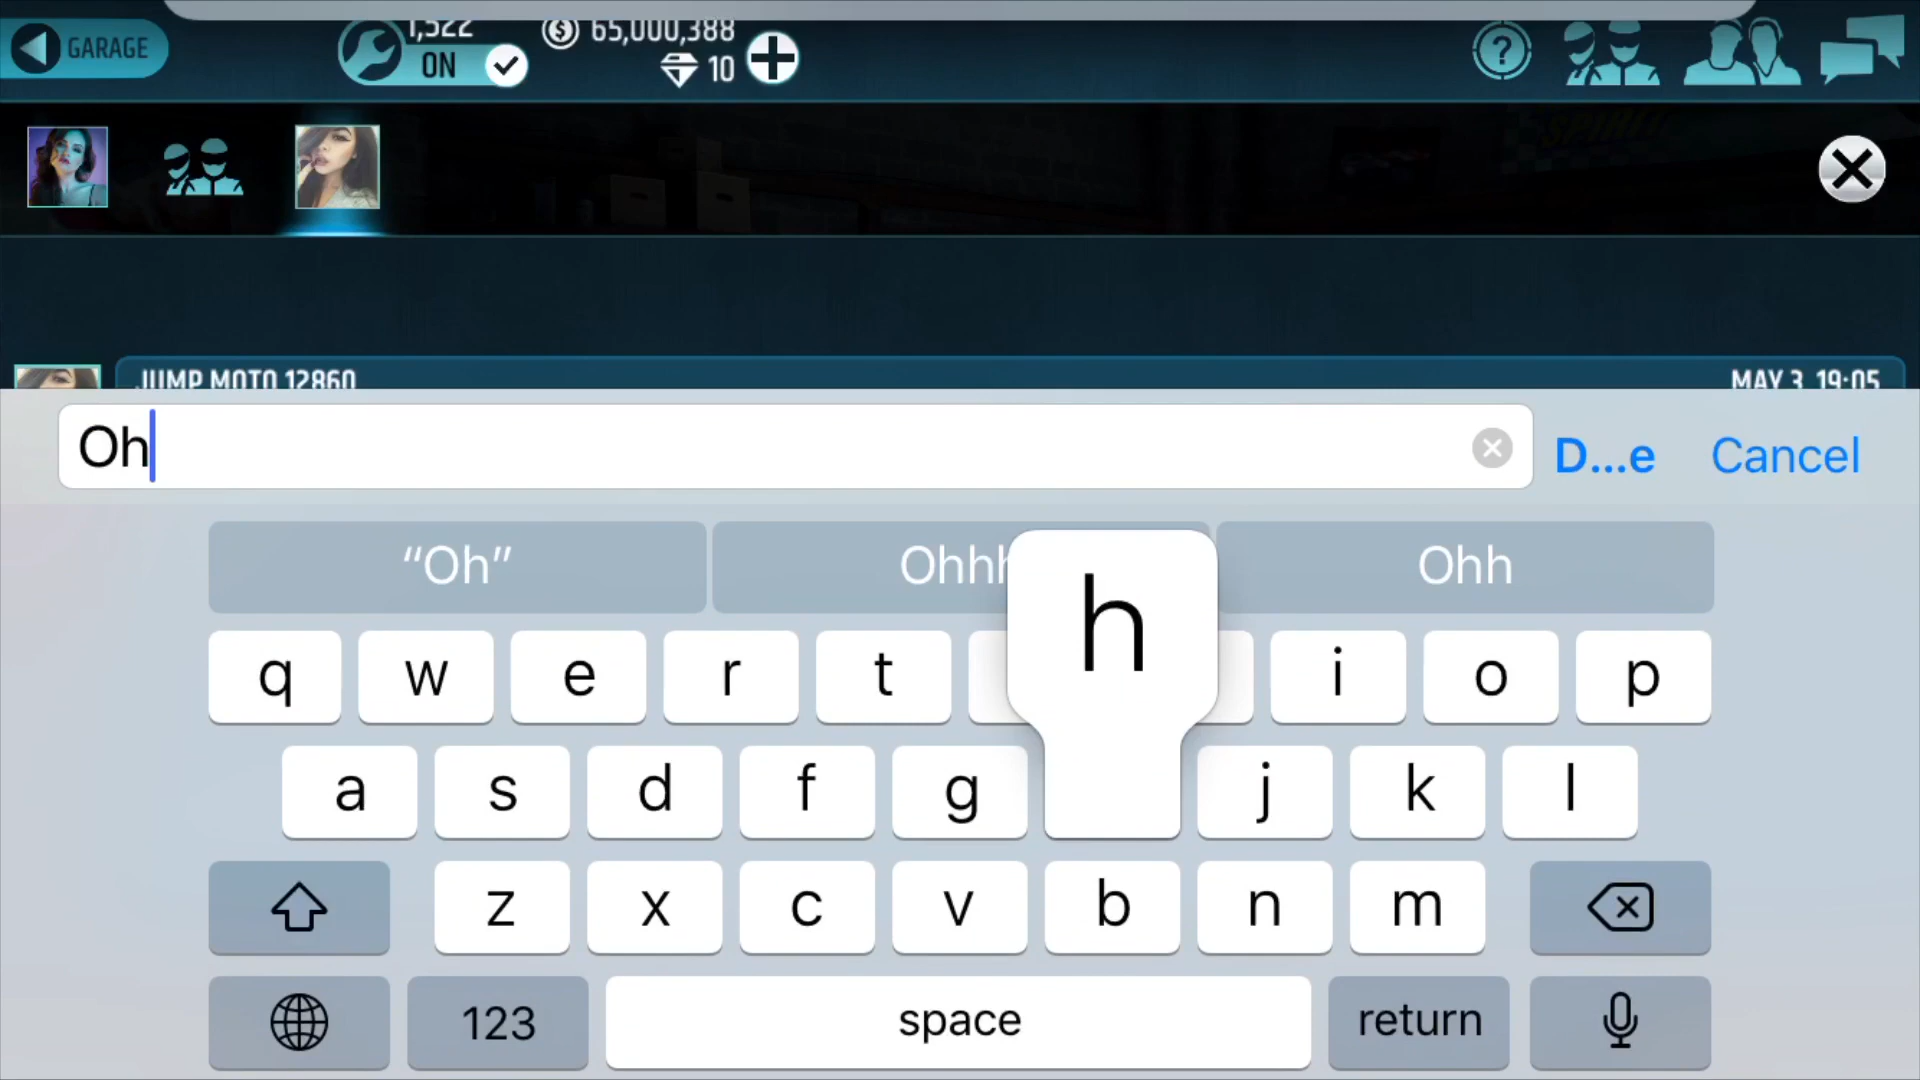 GARAGE
1,522
ON
65,000,388
10
JUMP MOTO 12860
MAY 3, 19:05
Oh
D...e
Cancel
“Oh”
Ohh
h
q w e r t i o p
a s d f g j k l
z x c v b n m
123
space
return